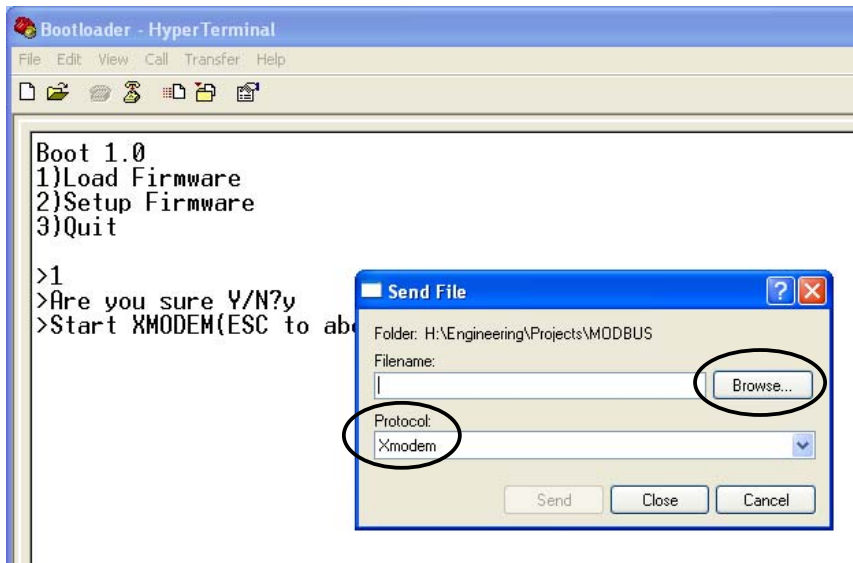 Bootloader - HyperTerminal
File Edit View Call Transfer Help
Boot 1.0
1)Load Firmware
2)Setup Firmware
3)Quit
>1
>Are you sure Y/N?y
>Start XMODEM(ESC to
Send File
Folder: H:\Engineering\Projects\MODBUS
Filename:
Browse...
Protocol:
Xmodem
Send Close Cancel